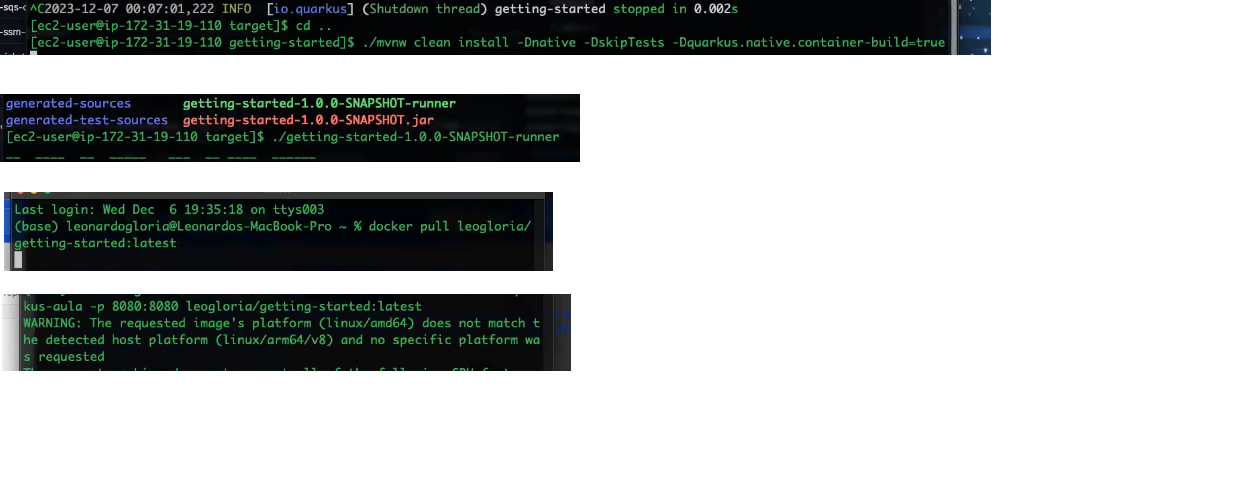 -sqs-
^C2023-12-07 00:07:01,222 INFO [io.quarkus] (Shutdown thread) getting-started stopped in 0.002s
[ec2-user@ip-172-31-19-110 target]$ cd ..
-ssm-
[ec2-user@ip-172-31-19-110 getting-started]$ ./mvnw clean install -Dnative -DskipTests -Dquarkus.native.container-build=true
generated-sources getting-started-1.0.0-SNAPSHOT-runner
generated-test-sources getting-started-1.0.0-SNAPSHOT.jar
[ec2-user@ip-172-31-19-110 target]$ ./getting-started-1.0.0-SNAPSHOT-runner
Last login: Wed Dec 6 19:35:18 on ttys003
(base) leonardogloria@Leonardos-MacBook-Pro ~ % docker pull leogloria/
getting-started:latest
kus-aula -p 8080:8080 leogloria/getting-started:latest
WARNING: The requested image's platform (linux/amd64) does not match t
he detected host platform (linux/arm64/v8) and no specific platform wa
s requested